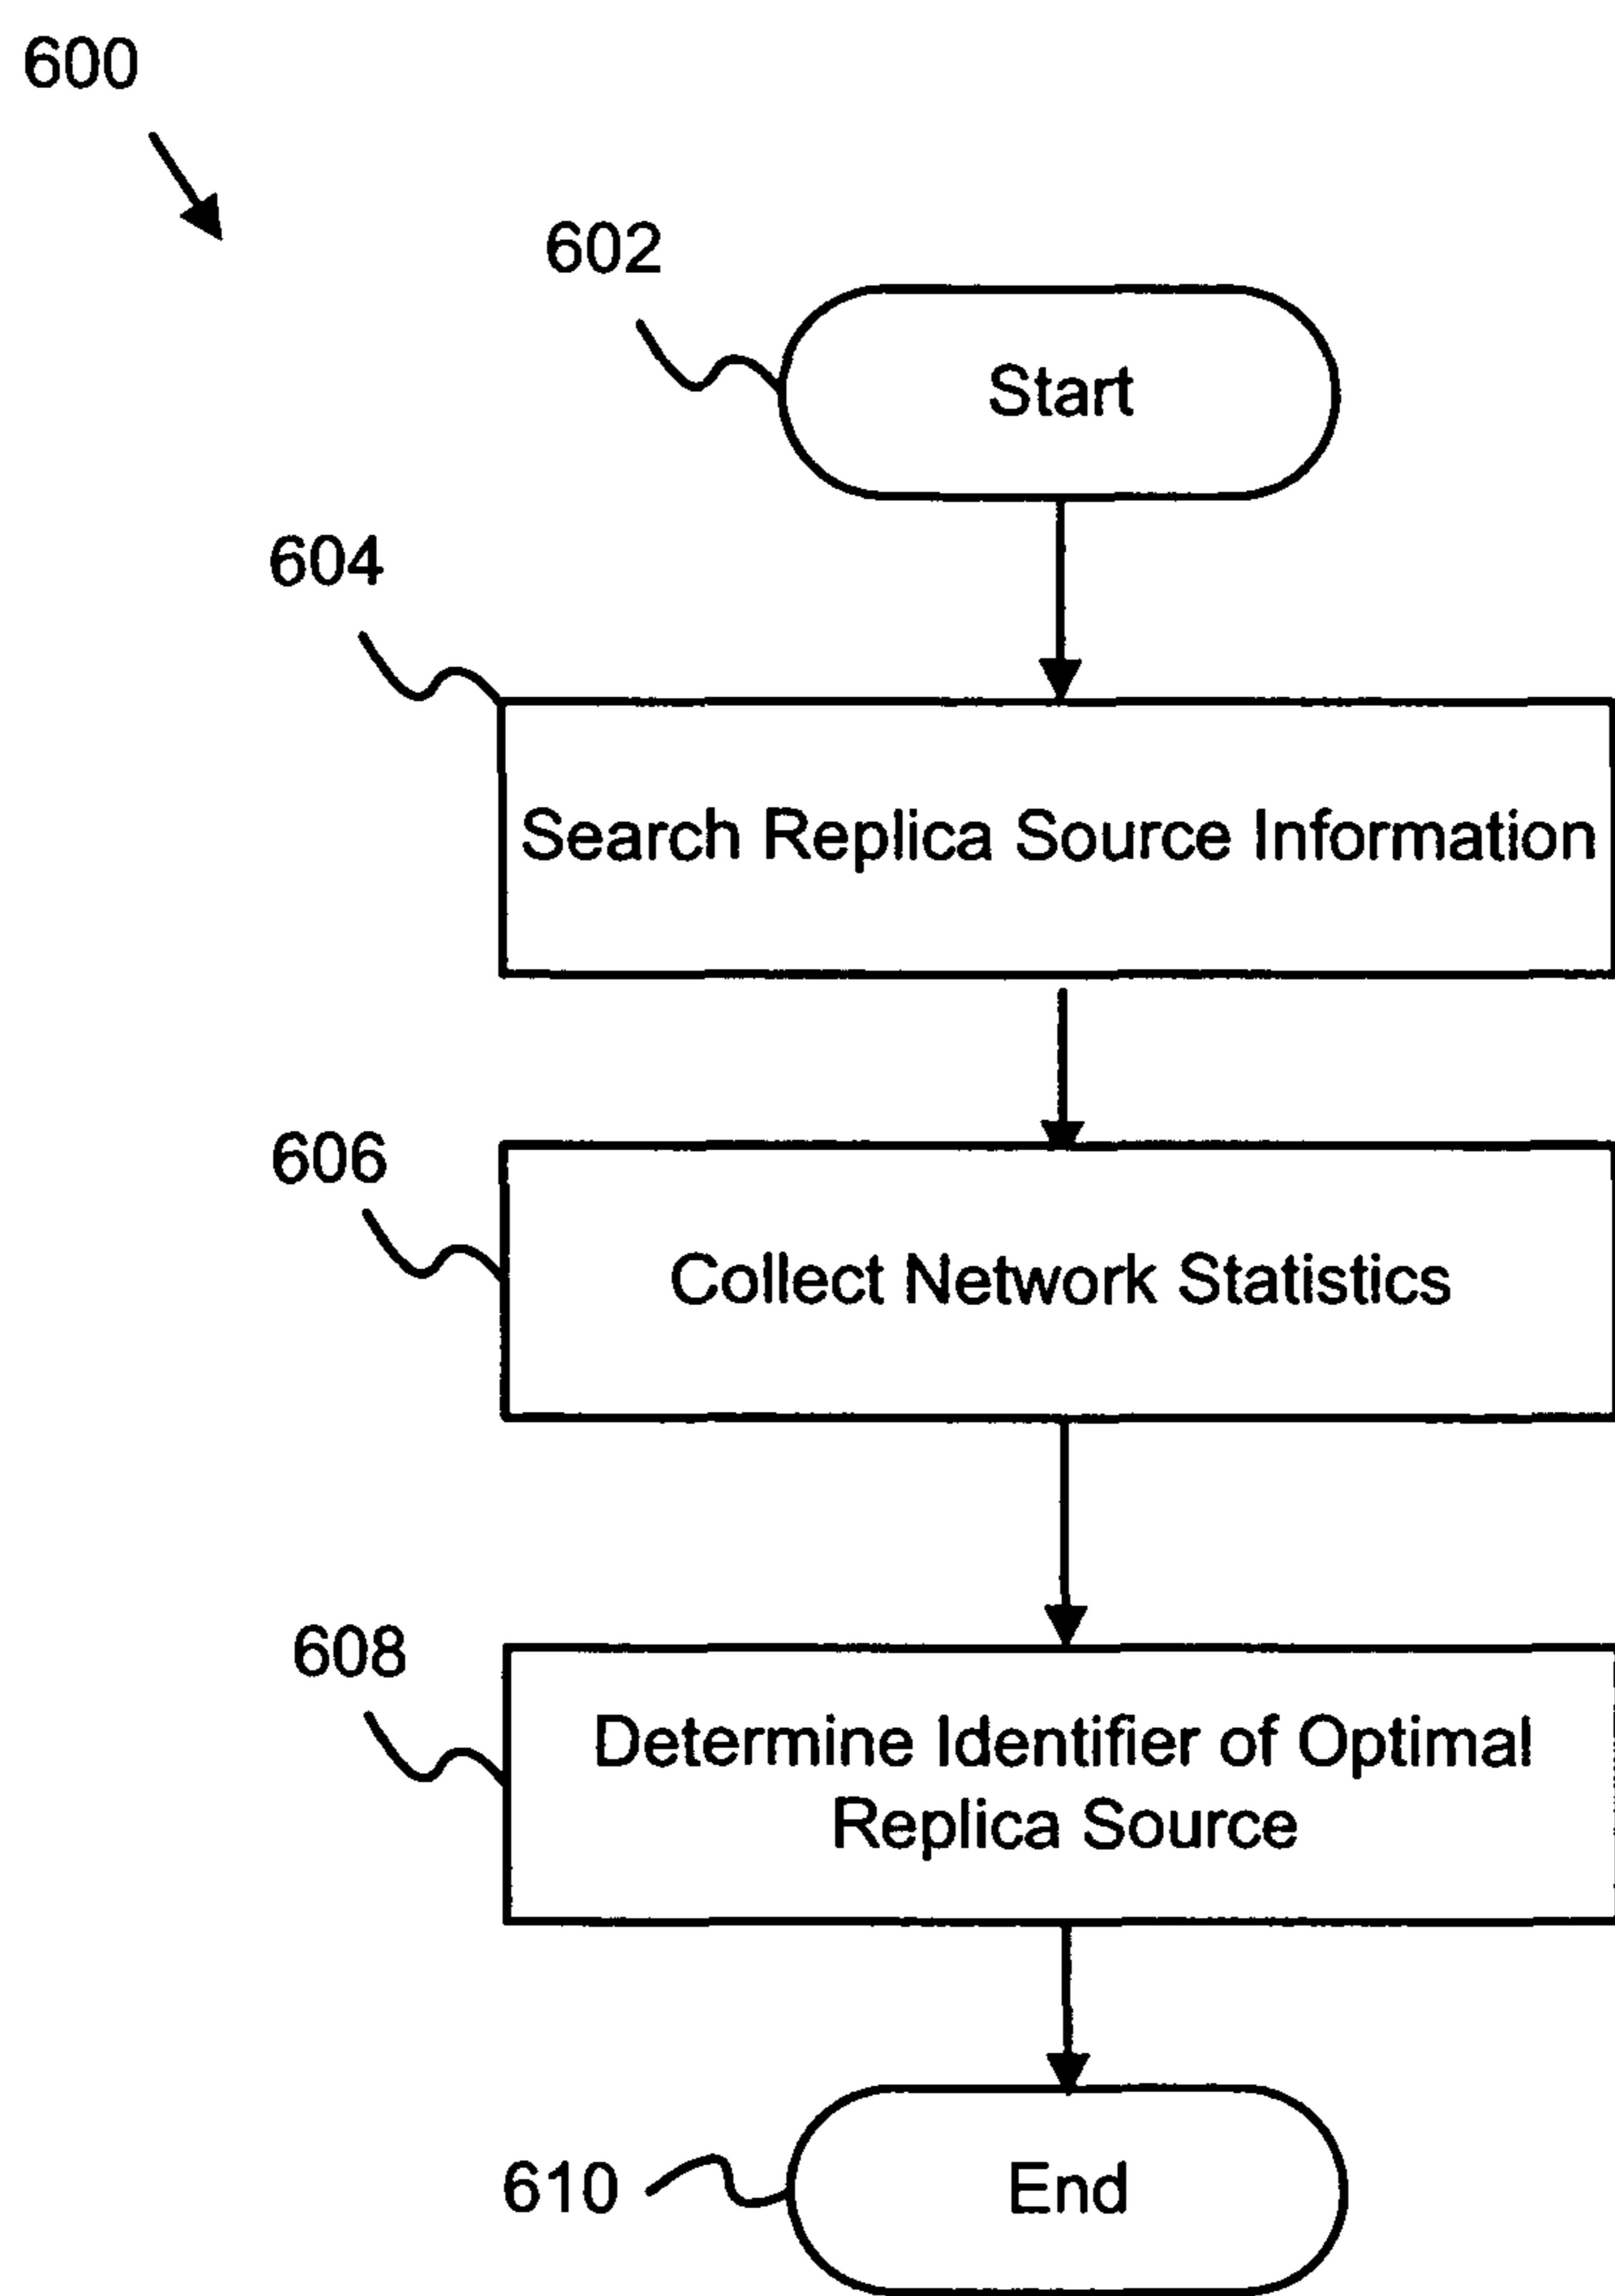 600
602
Start
604
Search Replica Source Information
606
Collect Network Statistics
608
Determine Identifier of Optimal
Replica Source
610
End